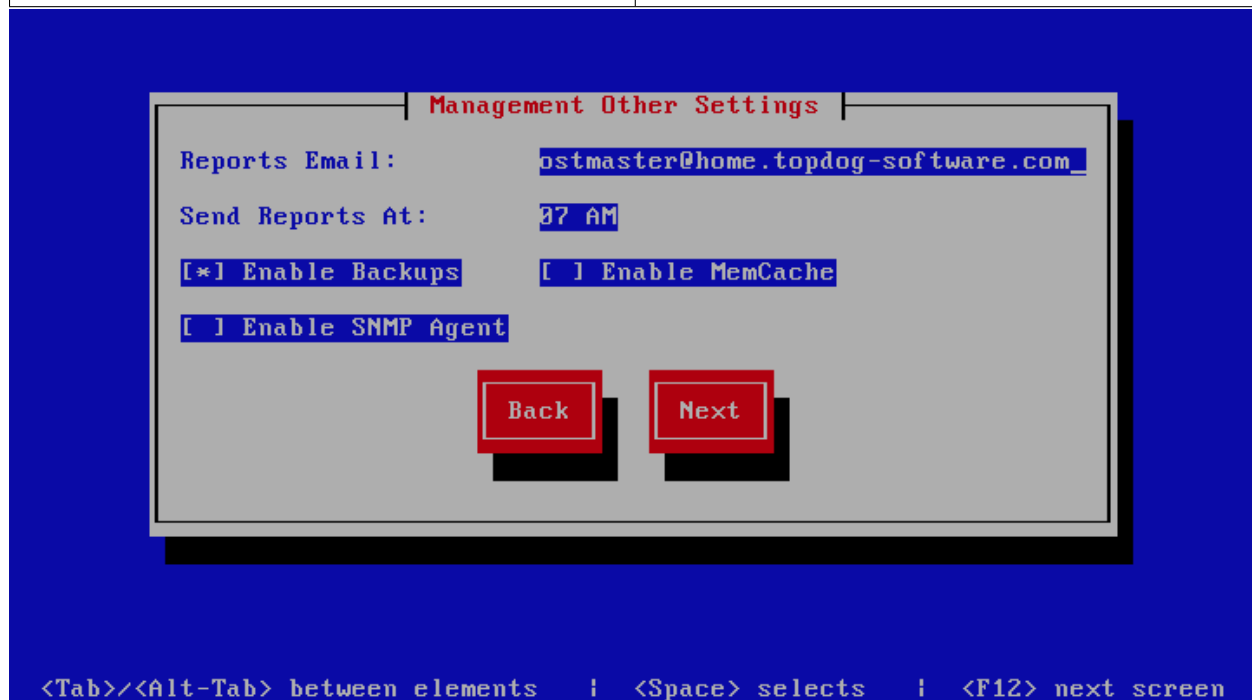 Management Other Settings
Reports Email: ostmaster@home.topdog-software.com_
Send Reports At: 07 AM
[*] Enable Backups [ ] Enable MemCache
[ ] Enable SNMP Agent
Back Next
<Tab>/<Alt-Tab> between elements | <Space> selects | <F12> next screen